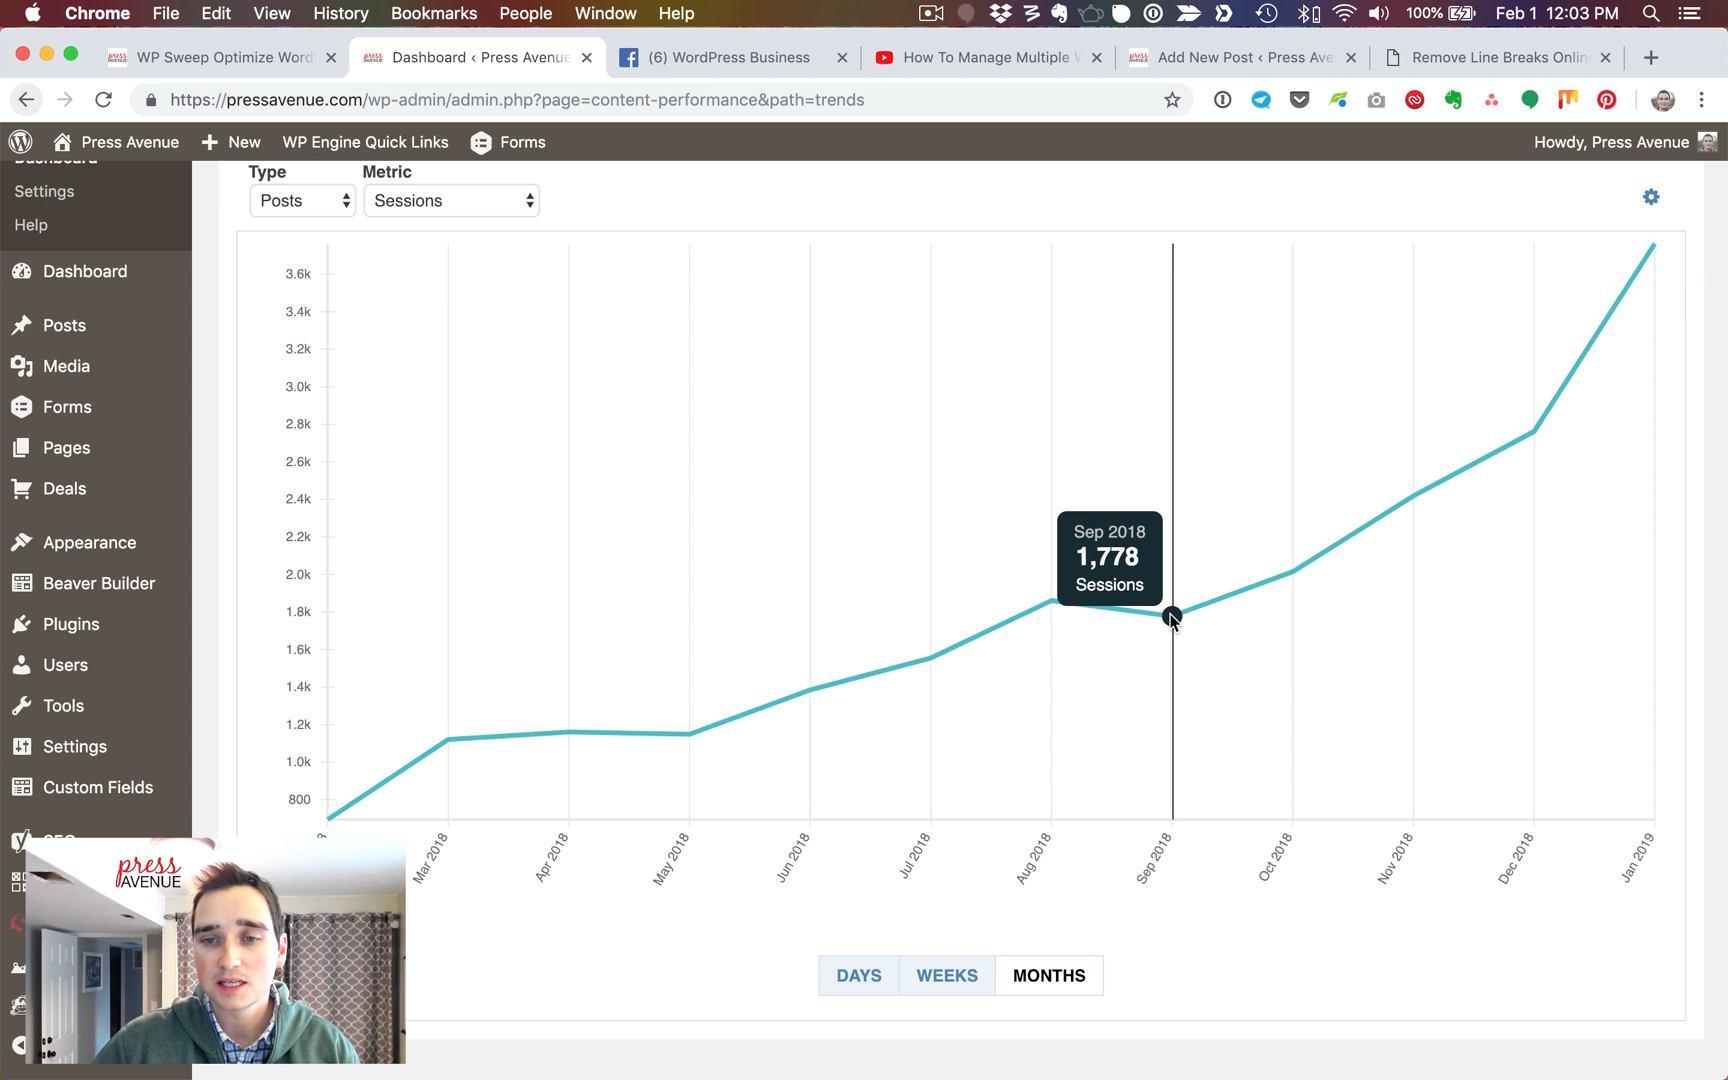 Chrome File Edit View History Bookmarks People Window Help 100% Feb 1 12:03 PM
WP Sweep Optimize Word Dashboard ‹ Press Avenue (6) WordPress Business How To Manage Multiple Add New Post ‹ Press Ave Remove Line Breaks Onlin
https://pressavenue.com/wp-admin/admin.php?page=content-performance&path=trends
Press Avenue New WP Engine Quick Links Forms Howdy, Press Avenue
Dashboard
Settings
Help
Dashboard
Posts
Media
Forms
Pages
Deals
Appearance
Beaver Builder
Plugins
Users
Tools
Settings
Custom Fields
SEO
Type Metric
Posts Sessions
3.6k
3.4k
3.2k
3.0k
2.8k
2.6k
2.4k
2.2k
2.0k
1.8k
1.6k
1.4k
1.2k
1.0k
800
Sep 2018
1,778
Sessions
Mar 2018 Apr 2018 May 2018 Jun 2018 Jul 2018 Aug 2018 Sep 2018 Oct 2018 Nov 2018 Dec 2018 Jan 2019
DAYS WEEKS MONTHS
press
AVENUE